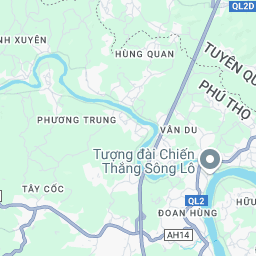 QL2D
NH XUYÊN
HÙNG QUAN
TUYÊN QU
PHÚ THỌ
PHƯƠNG TRUNG
VÂN DU
Tượng đài Chiến
Thắng Sông Lô
TÂY CỐC
QL2
HỮU
ĐOAN HÙNG
AH14